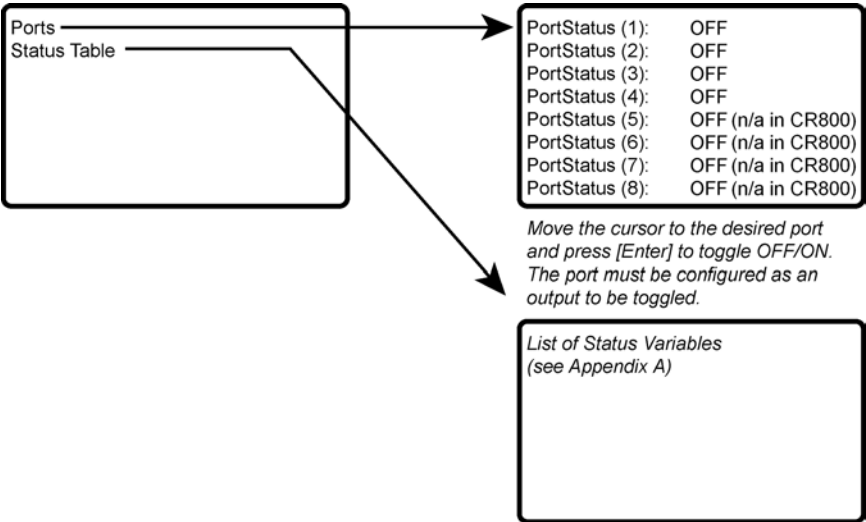 Ports
Status Table
PortStatus (1): OFF
PortStatus (2): OFF
PortStatus (3): OFF
PortStatus (4): OFF
PortStatus (5): OFF (n/a in CR800)
PortStatus (6): OFF (n/a in CR800)
PortStatus (7): OFF (n/a in CR800)
PortStatus (8): OFF (n/a in CR800)
Move the cursor to the desired port
and press [Enter] to toggle OFF/ON.
The port must be configured as an
output to be toggled.
List of Status Variables
(see Appendix A)